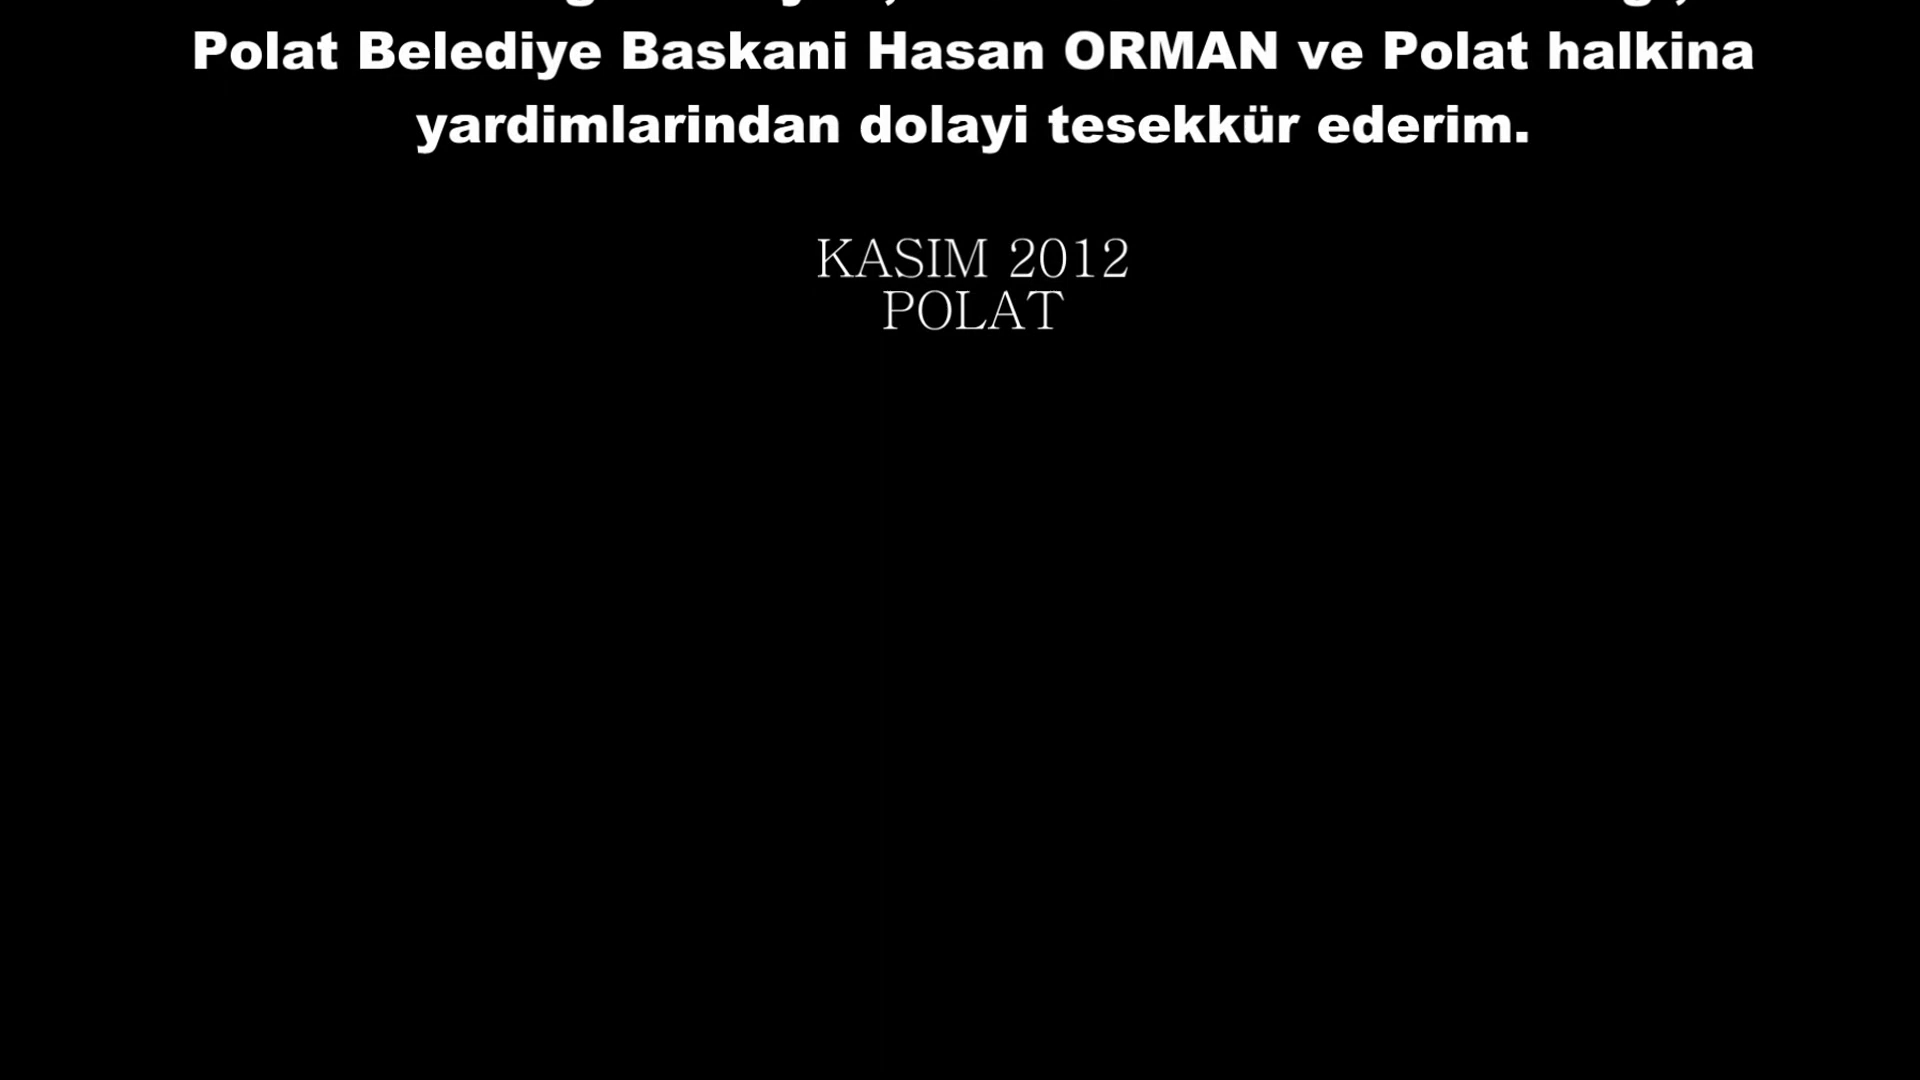 Polat Belediye Baskani Hasan ORMAN ve Polat halkina
yardimlarindan dolayi tesekkür ederim.
KASIM 2012
POLAT